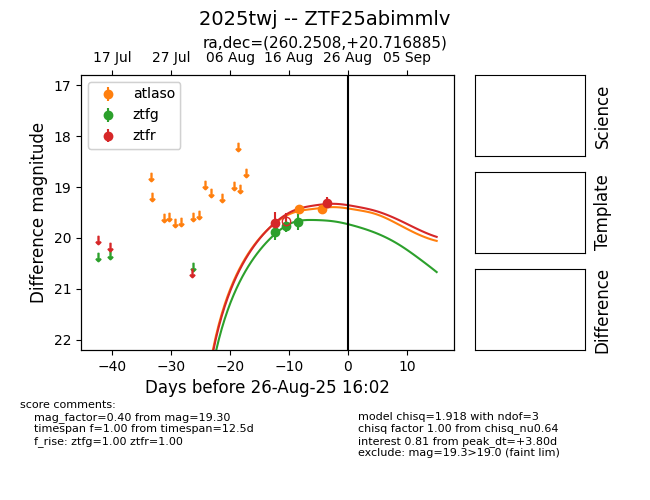 2025twj -- ZTF25abimmlv
ra,dec=(260.2508,+20.716885)
17 Jul 27 Jul 06 Aug 16 Aug 26 Aug 05 Sep
atlaso
ztfg
ztfr
17
18
19
20
21
22
Difference magnitude
−40 −30 −20 −10 0 10
Days before 26-Aug-25 16:02
Science
Template
Difference
score comments:
mag_factor=0.40 from mag=19.30
timespan f=1.00 from timespan=12.5d
f_rise: ztfg=1.00 ztfr=1.00
model chisq=1.918 with ndof=3
chisq factor 1.00 from chisq_nu0.64
interest 0.81 from peak_dt=+3.80d
exclude: mag=19.3>19.0 (faint lim)